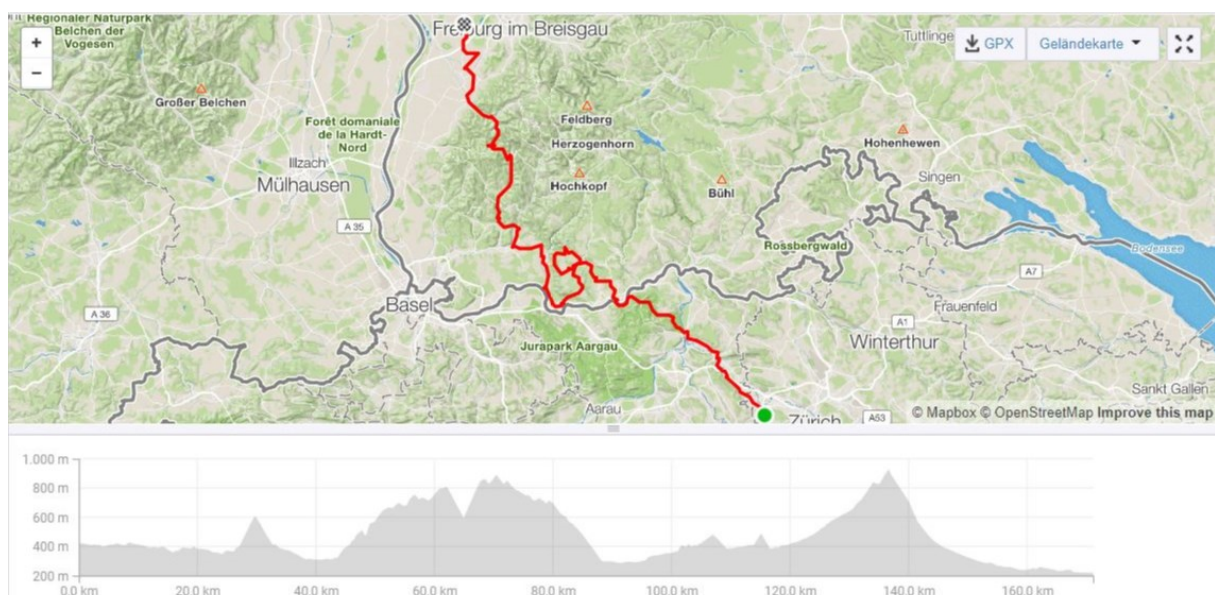 Regionaler Naturpark
Belchen der
Vogesen
+
−
Freiburg im Breisgau
Tuttlinge
GPX
Geländekarte
Großer Belchen
Feldberg
Herzogenhorn
Hohenhewen
Forêt domaniale
de la Hardt-
Nord
Illzach
Mülhausen
Hochkopf
Bühl
Singen
A 35
Rossbergwald
Bodensee
A7
Basel
A 36
Frauenfeld
A1
Winterthur
Jurapark Aargau
Aarau
Zürich
A53
Sankt Gallen
© Mapbox © OpenStreetMap Improve this map
1.000 m
800 m
600 m
400 m
200 m
0.0 km 20.0 km 40.0 km 60.0 km 80.0 km 100.0 km 120.0 km 140.0 km 160.0 km